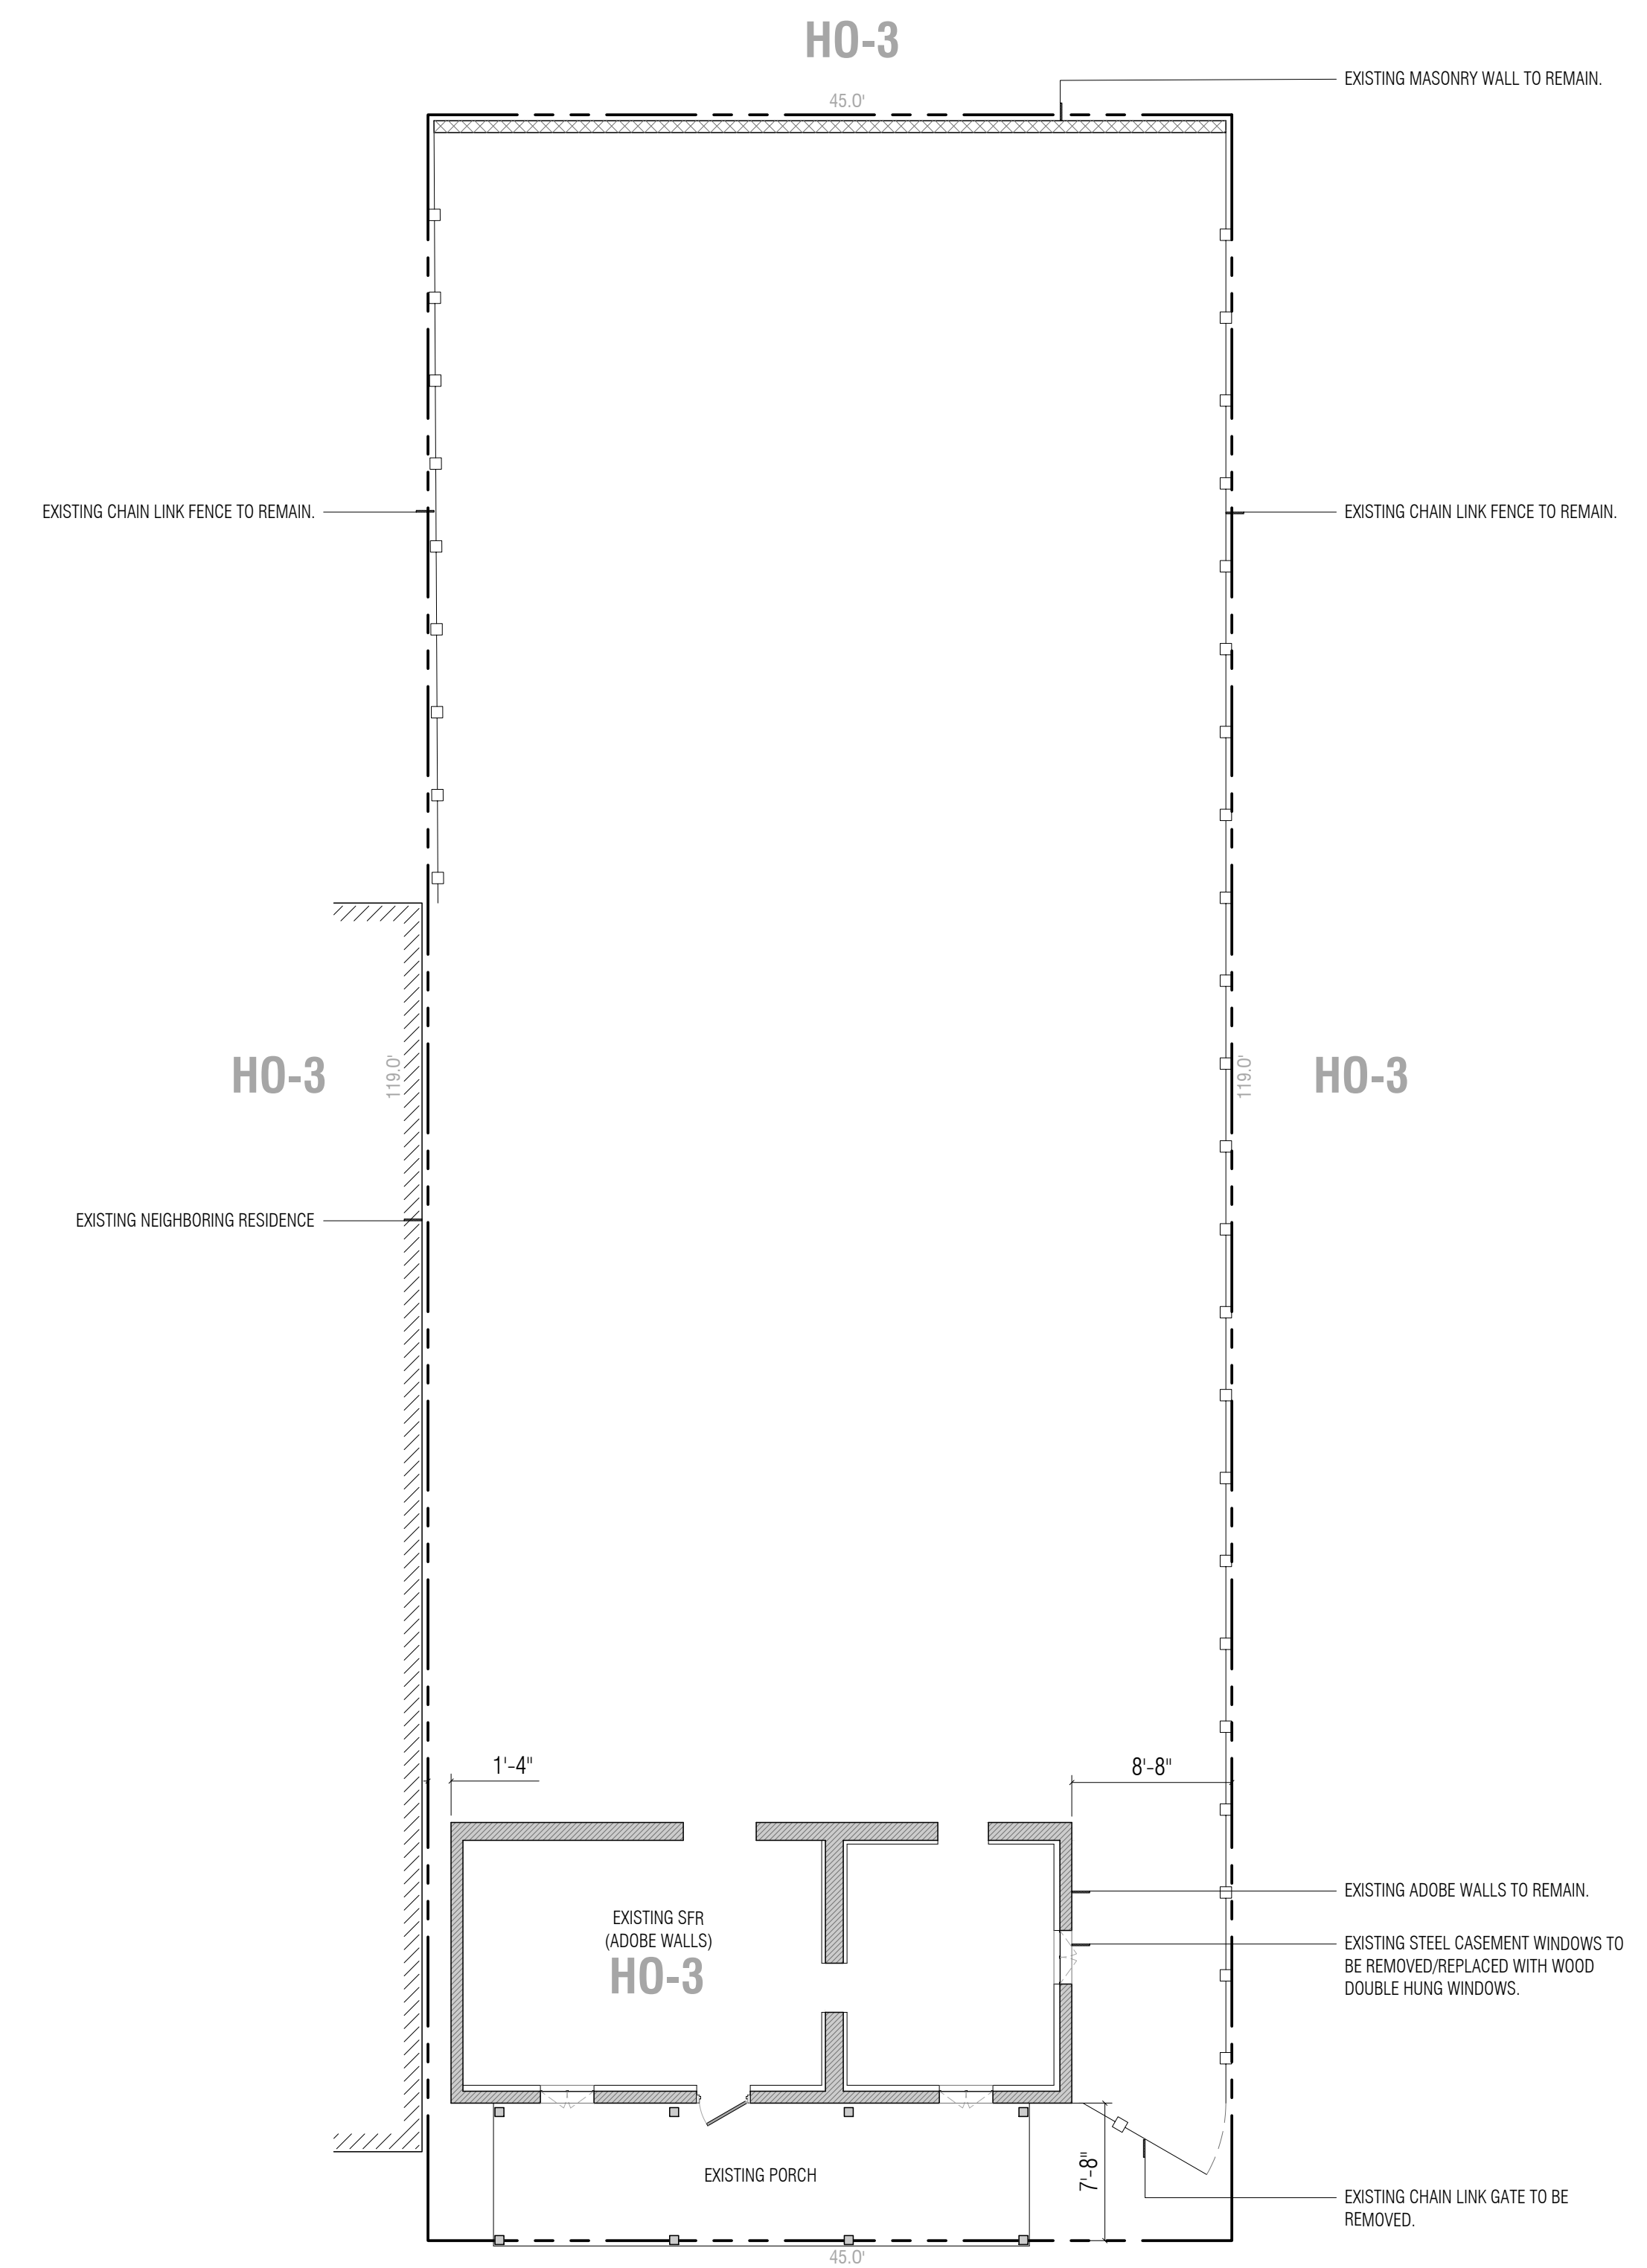 HO-3
EXISTING MASONRY WALL TO REMAIN.
45.0'
EXISTING CHAIN LINK FENCE TO REMAIN.
EXISTING CHAIN LINK FENCE TO REMAIN.
HO-3
119.0'
119.0'
HO-3
EXISTING NEIGHBORING RESIDENCE
1'-4"
8'-8"
EXISTING ADOBE WALLS TO REMAIN.
EXISTING SFR
(ADOBE WALLS)
HO-3
EXISTING STEEL CASEMENT WINDOWS TO
BE REMOVED/REPLACED WITH WOOD
DOUBLE HUNG WINDOWS.
EXISTING PORCH
7'-8"
EXISTING CHAIN LINK GATE TO BE
REMOVED.
45.0'